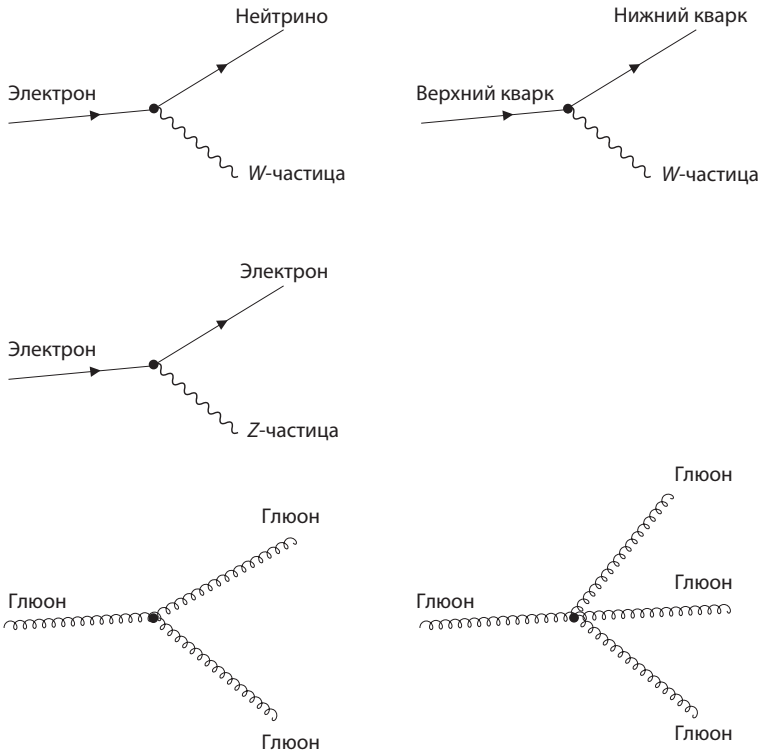 Нейтрино
Электрон
W-частица
Нижний кварк
Верхний кварк
W-частица
Электрон
Электрон
Z-частица
Глюон
Глюон
Глюон
Глюон
Глюон
Глюон
Глюон